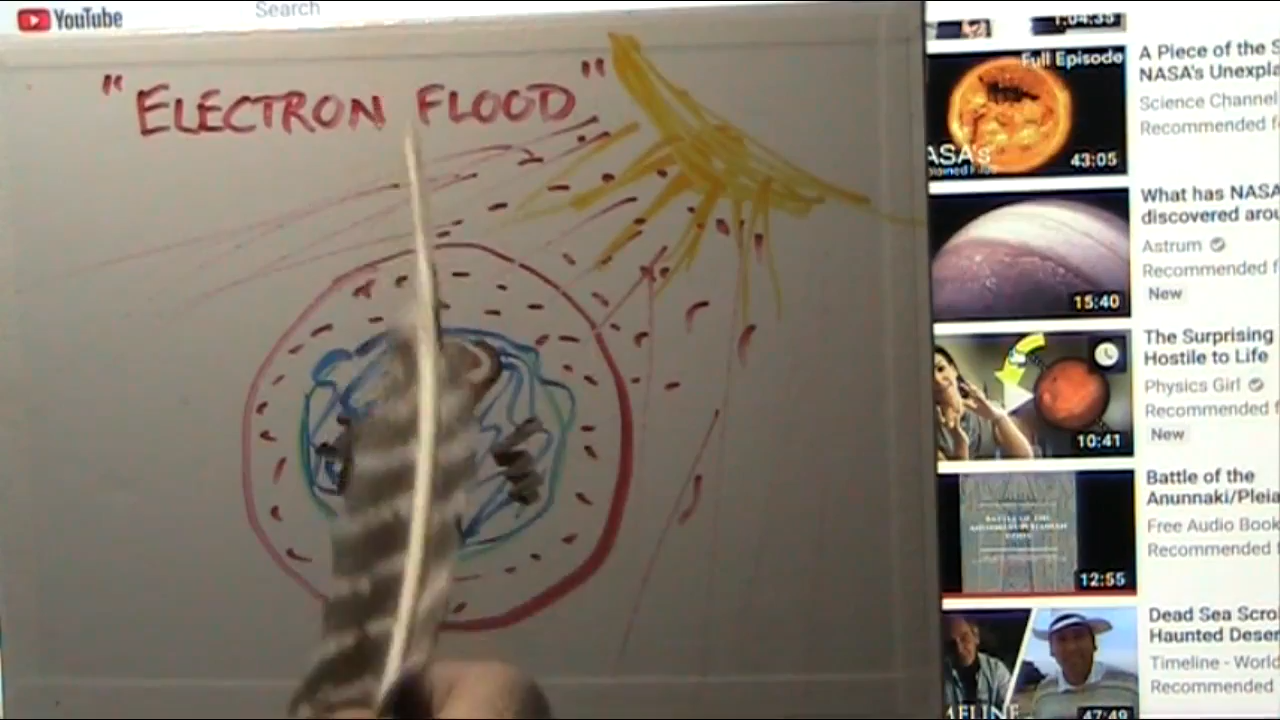 YouTube
Search
"ELECTRON FLOOD"
1:04:35
Full Episode
43:05
A Piece of the S
NASA's Unexpla
Science Channel
Recommended f
15:40
What has NASA
discovered arou
Astrum
Recommended f
New
10:41
The Surprising
Hostile to Life
Physics Girl
Recommended f
New
12:55
Battle of the
Anunnaki/Pleia
Free Audio Book
Recommended f
47:49
Dead Sea Scro
Haunted Deser
Timeline - World
Recommended